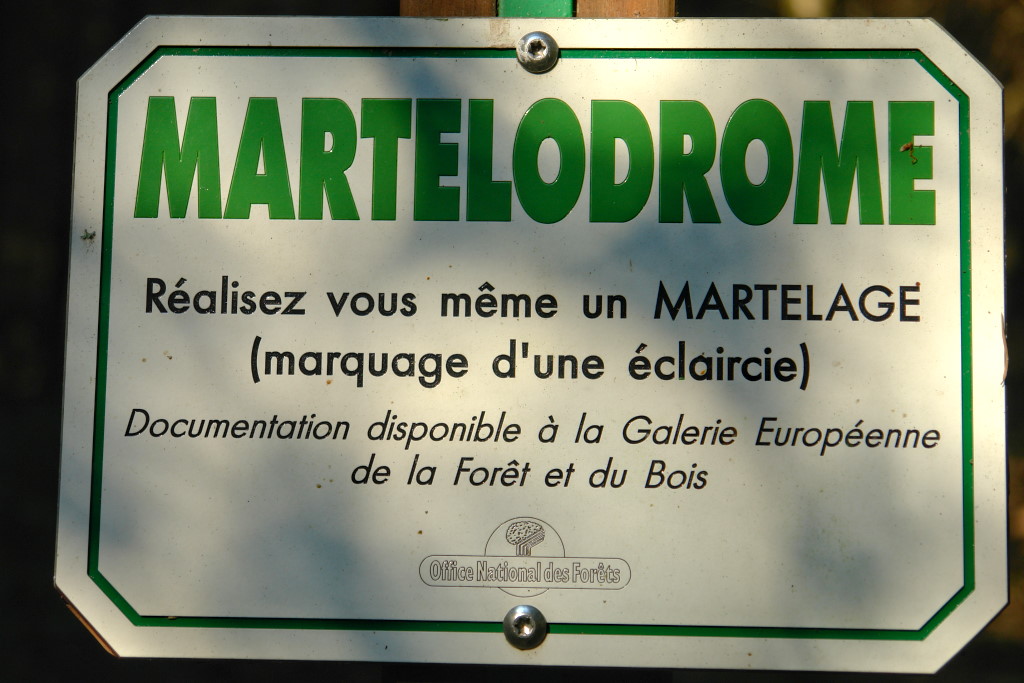 MARTELODROME
Réalisez vous même un MARTELAGE
(marquage d'une éclaircie)
Documentation disponible à la Galerie Européenne
de la Forêt et du Bois
Office National des Forêts